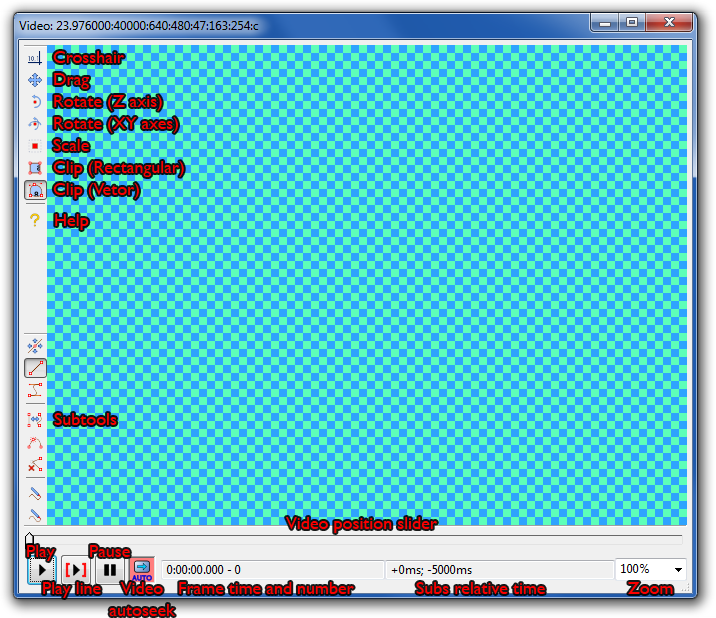 Video: 23.976000:40000:640:480:47:163:254:c
Crosshair
Drag
Rotate (Z axis)
Rotate (XY axes)
Scale
Clip (Rectangular)
Clip (Vetor)
Help
Subtools
Video position slider
Play Pause
AUTO 0:00:00.000 - 0 +0ms; -5000ms 100%
Play line Video autoseek Frame time and number Subs relative time Zoom